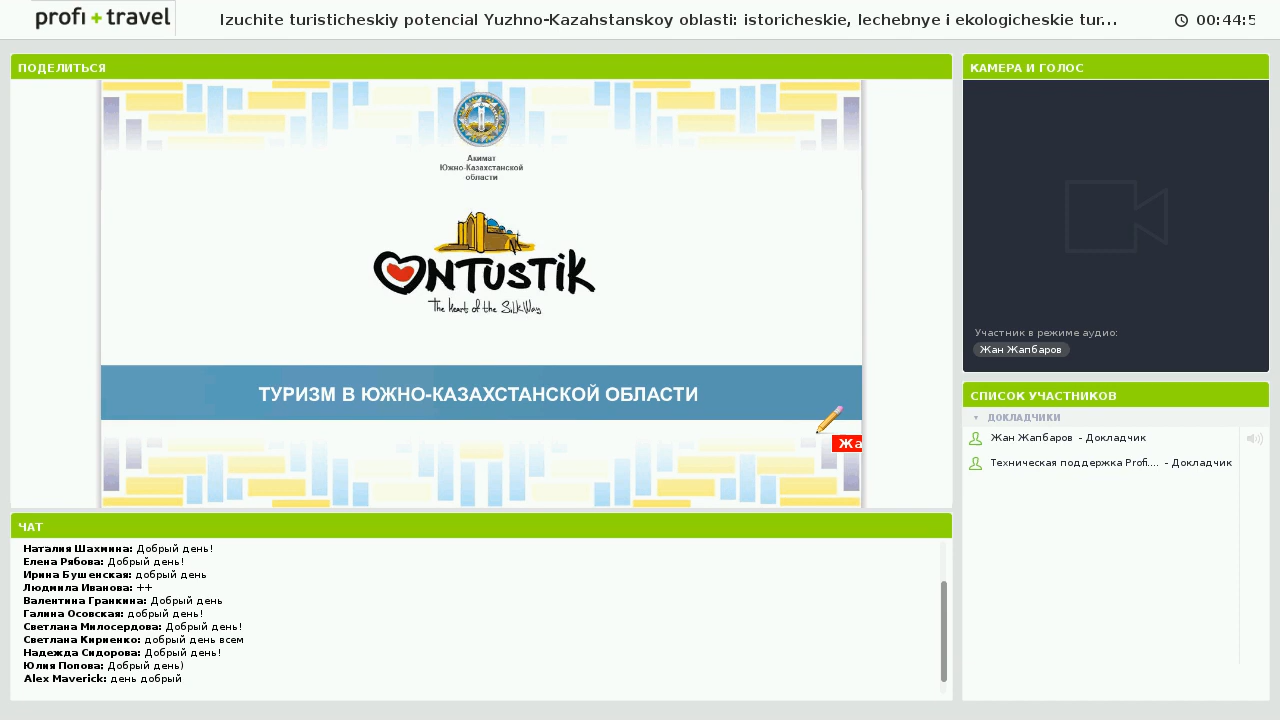 profi + travel
Izuchite turisticheskiy potencial Yuzhno-Kazahstanskoy oblasti: istoricheskie, lechebnye i ekologicheskie tur...
00:44:5
ПОДЕЛИТЬСЯ
Акимат
Южно-Казахстанской
области
ONTUSTIK
The heart of the SilkWay
ТУРИЗМ В ЮЖНО-КАЗАХСТАНСКОЙ ОБЛАСТИ
Жа
ЧАТ
Наталия Шахмина: Добрый день!
Елена Рябова: Добрый день!
Ирина Бушенская: добрый день
Людмила Иванова: ++
Валентина Гранкина: Добрый день
Галина Осовская: добрый день!
Светлана Милосердова: Добрый день!
Светлана Кириенко: добрый день всем
Надежда Сидорова: Добрый день!
Юлия Попова: Добрый день)
Alex Maverick: день добрый
КАМЕРА И ГОЛОС
Участник в режиме аудио:
Жан Жапбаров
СПИСОК УЧАСТНИКОВ
ДОКЛАДЧИКИ
Жан Жапбаров - Докладчик
Техническая поддержка Profi.... - Докладчик